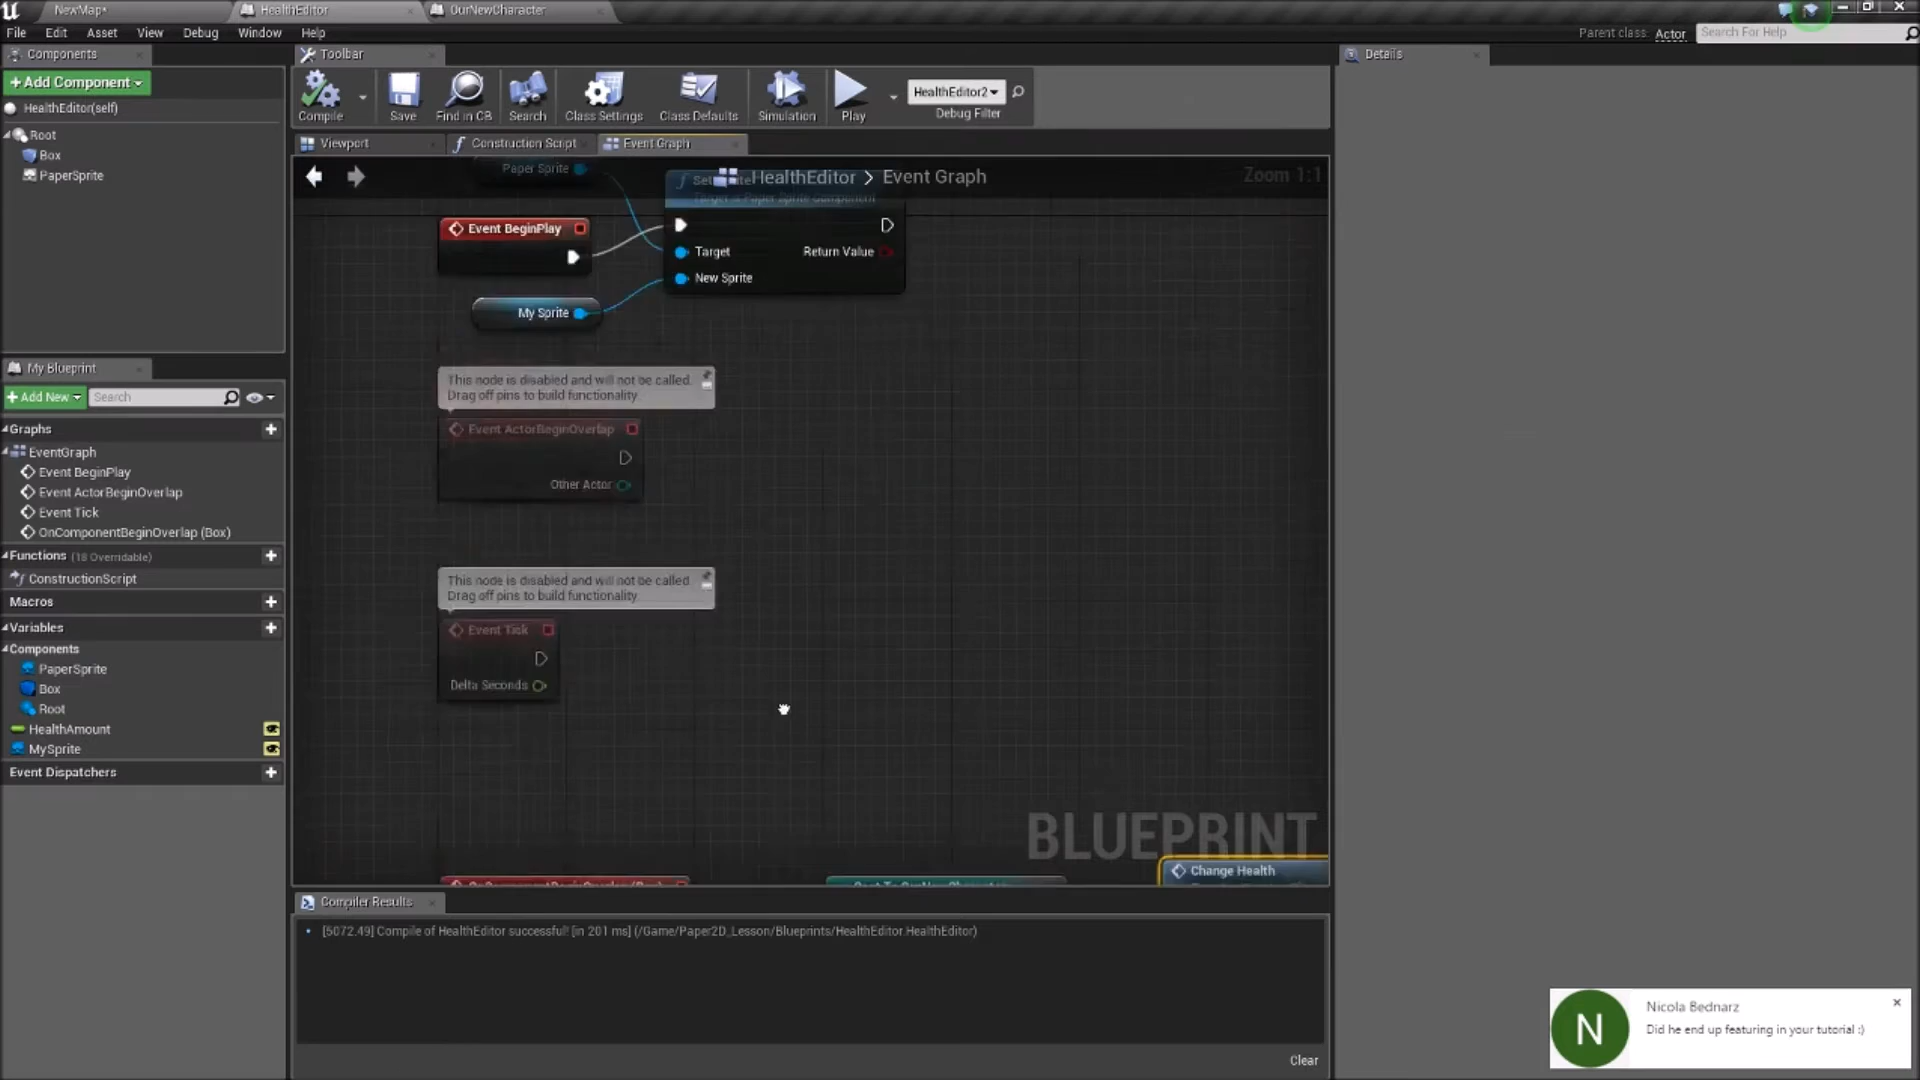 NewMap*
HealthEditor
OurNewCharacter
File Edit Asset View Debug Window Help
Parent class: Actor
Search For Help
Components
Toolbar
Details
+ Add Component
HealthEditor(self)
Root
Box
PaperSprite
Compile
Save
Find in CB
Search
Class Settings
Class Defaults
Simulation
Play
HealthEditor2
Debug Filter
Viewport
Construction Script
Event Graph
HealthEditor > Event Graph
Zoom 1:1
Paper Sprite
Target is Paper Sprite Component
Event BeginPlay
Target
Return Value
New Sprite
My Sprite
This node is disabled and will not be called.
Drag off pins to build functionality.
Event ActorBeginOverlap
Other Actor
This node is disabled and will not be called.
Drag off pins to build functionality.
Event Tick
Delta Seconds
BLUEPRINT
Change Health
My Blueprint
+ Add New
Search
Graphs
EventGraph
Event BeginPlay
Event ActorBeginOverlap
Event Tick
OnComponentBeginOverlap (Box)
Functions (18 Overridable)
ConstructionScript
Macros
Variables
Components
PaperSprite
Box
Root
HealthAmount
MySprite
Event Dispatchers
Compiler Results
[5072.49] Compile of HealthEditor successful! [in 201 ms] (/Game/Paper2D_Lesson/Blueprints/HealthEditor.HealthEditor)
Clear
N
Nicola Bednarz
Did he end up featuring in your tutorial :)